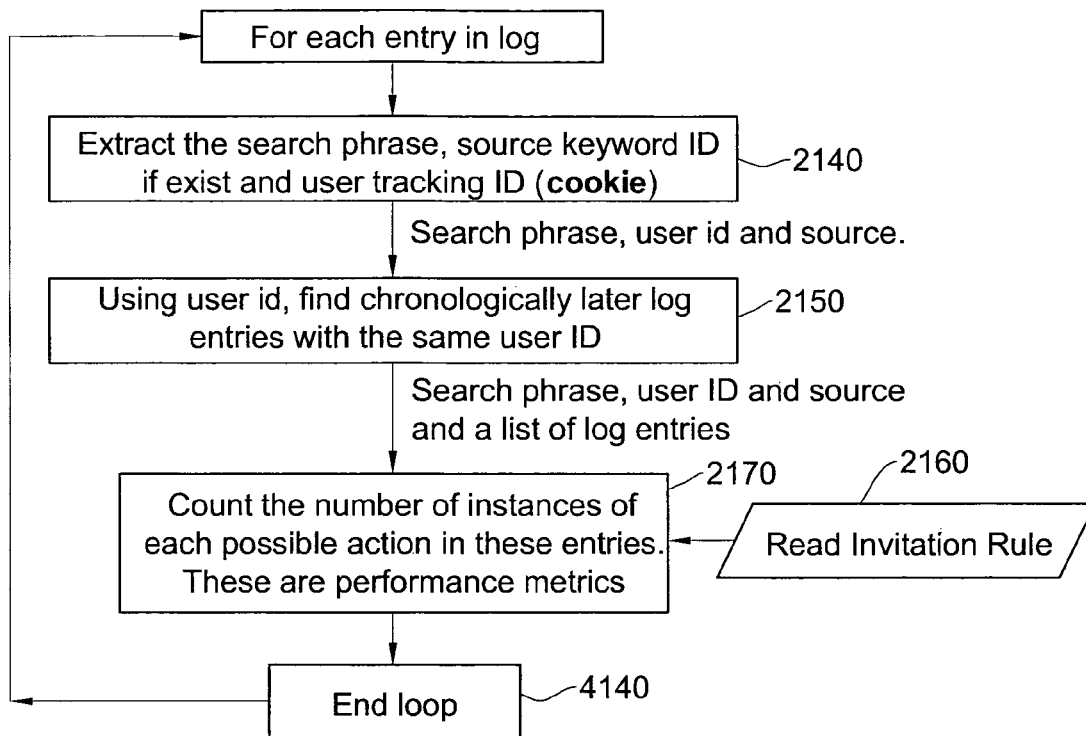 For each entry in log
Extract the search phrase, source keyword ID
if exist and user tracking ID (cookie)
2140
Search phrase, user id and source.
Using user id, find chronologically later log
entries with the same user ID
2150
Search phrase, user ID and source
and a list of log entries
2170
2160
Count the number of instances of
each possible action in these entries.
These are performance metrics
Read Invitation Rule
End loop
4140